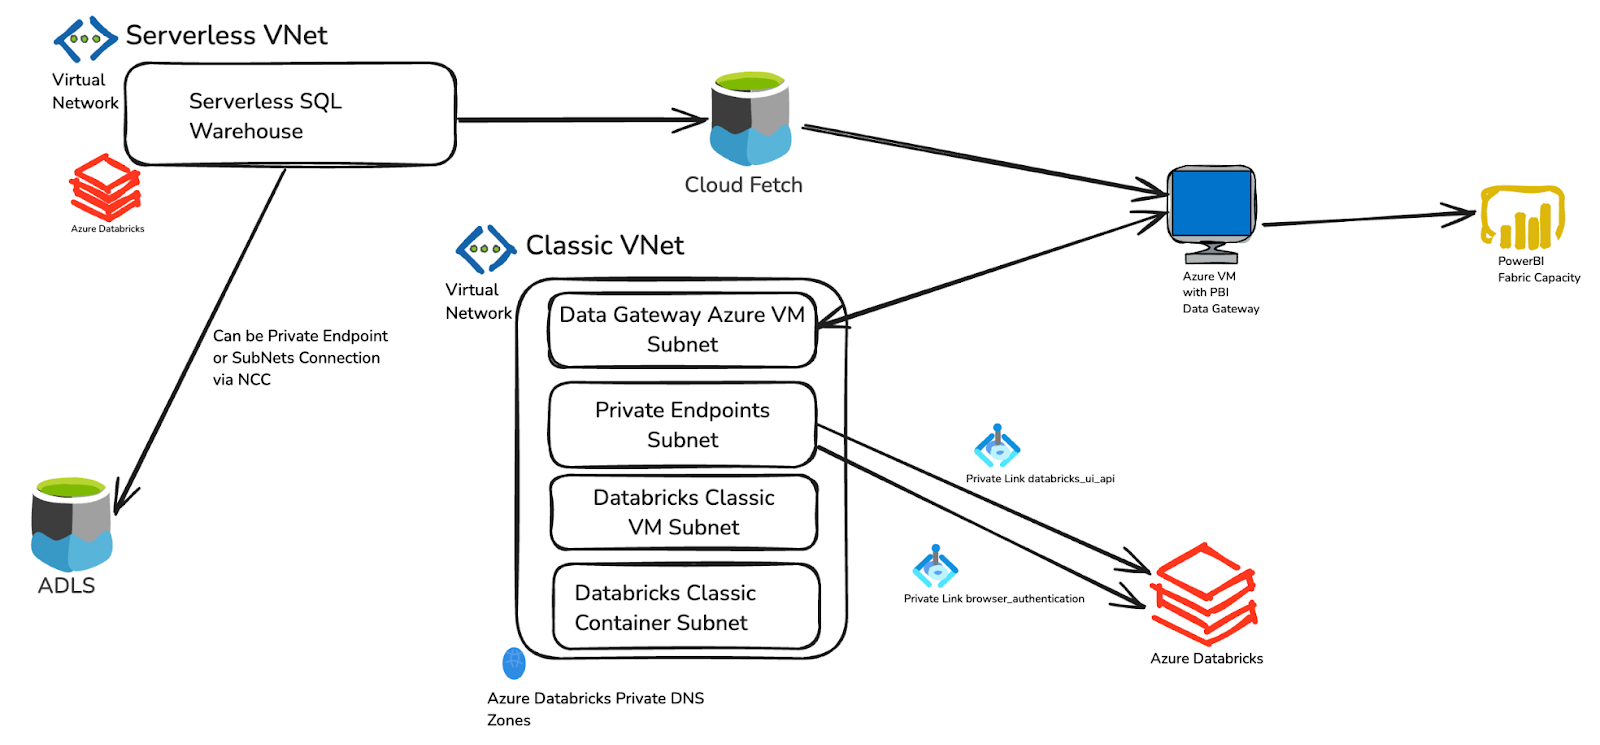 Serverless VNet
Virtual
Network
Serverless SQL
Warehouse
Azure Databricks
Cloud Fetch
Classic VNet
Virtual
Network
Data Gateway Azure VM
Subnet
Private Endpoints
Subnet
Databricks Classic
VM Subnet
Databricks Classic
Container Subnet
Azure Databricks Private DNS
Zones
Can be Private Endpoint
or SubNets Connection
via NCC
ADLS
Azure VM
with PBI
Data Gateway
PowerBI
Fabric Capacity
Private Link databricks_ui_api
Private Link browser_authentication
Azure Databricks